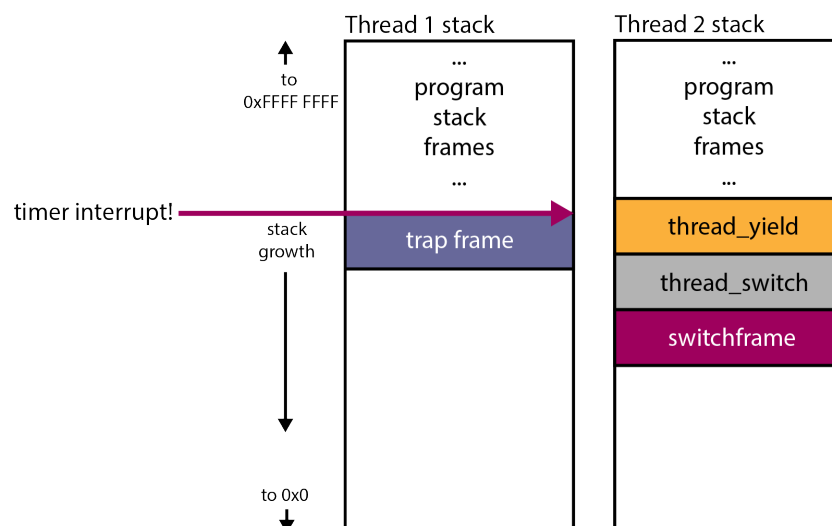 Thread 1 stack
Thread 2 stack
to
0xFFFF FFFF
...
program
stack
frames
...
...
program
stack
frames
...
timer interrupt!
stack
growth
trap frame
thread_yield
thread_switch
switchframe
to 0x0